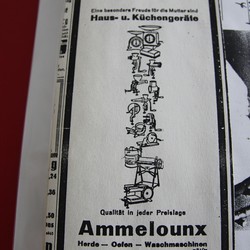 Eine besondere Freude für die Mutter sind
Haus- u. Küchengeräte
Qualität in jeder Preislage
Ammelounx
Herde — Oefen — Waschmaschinen